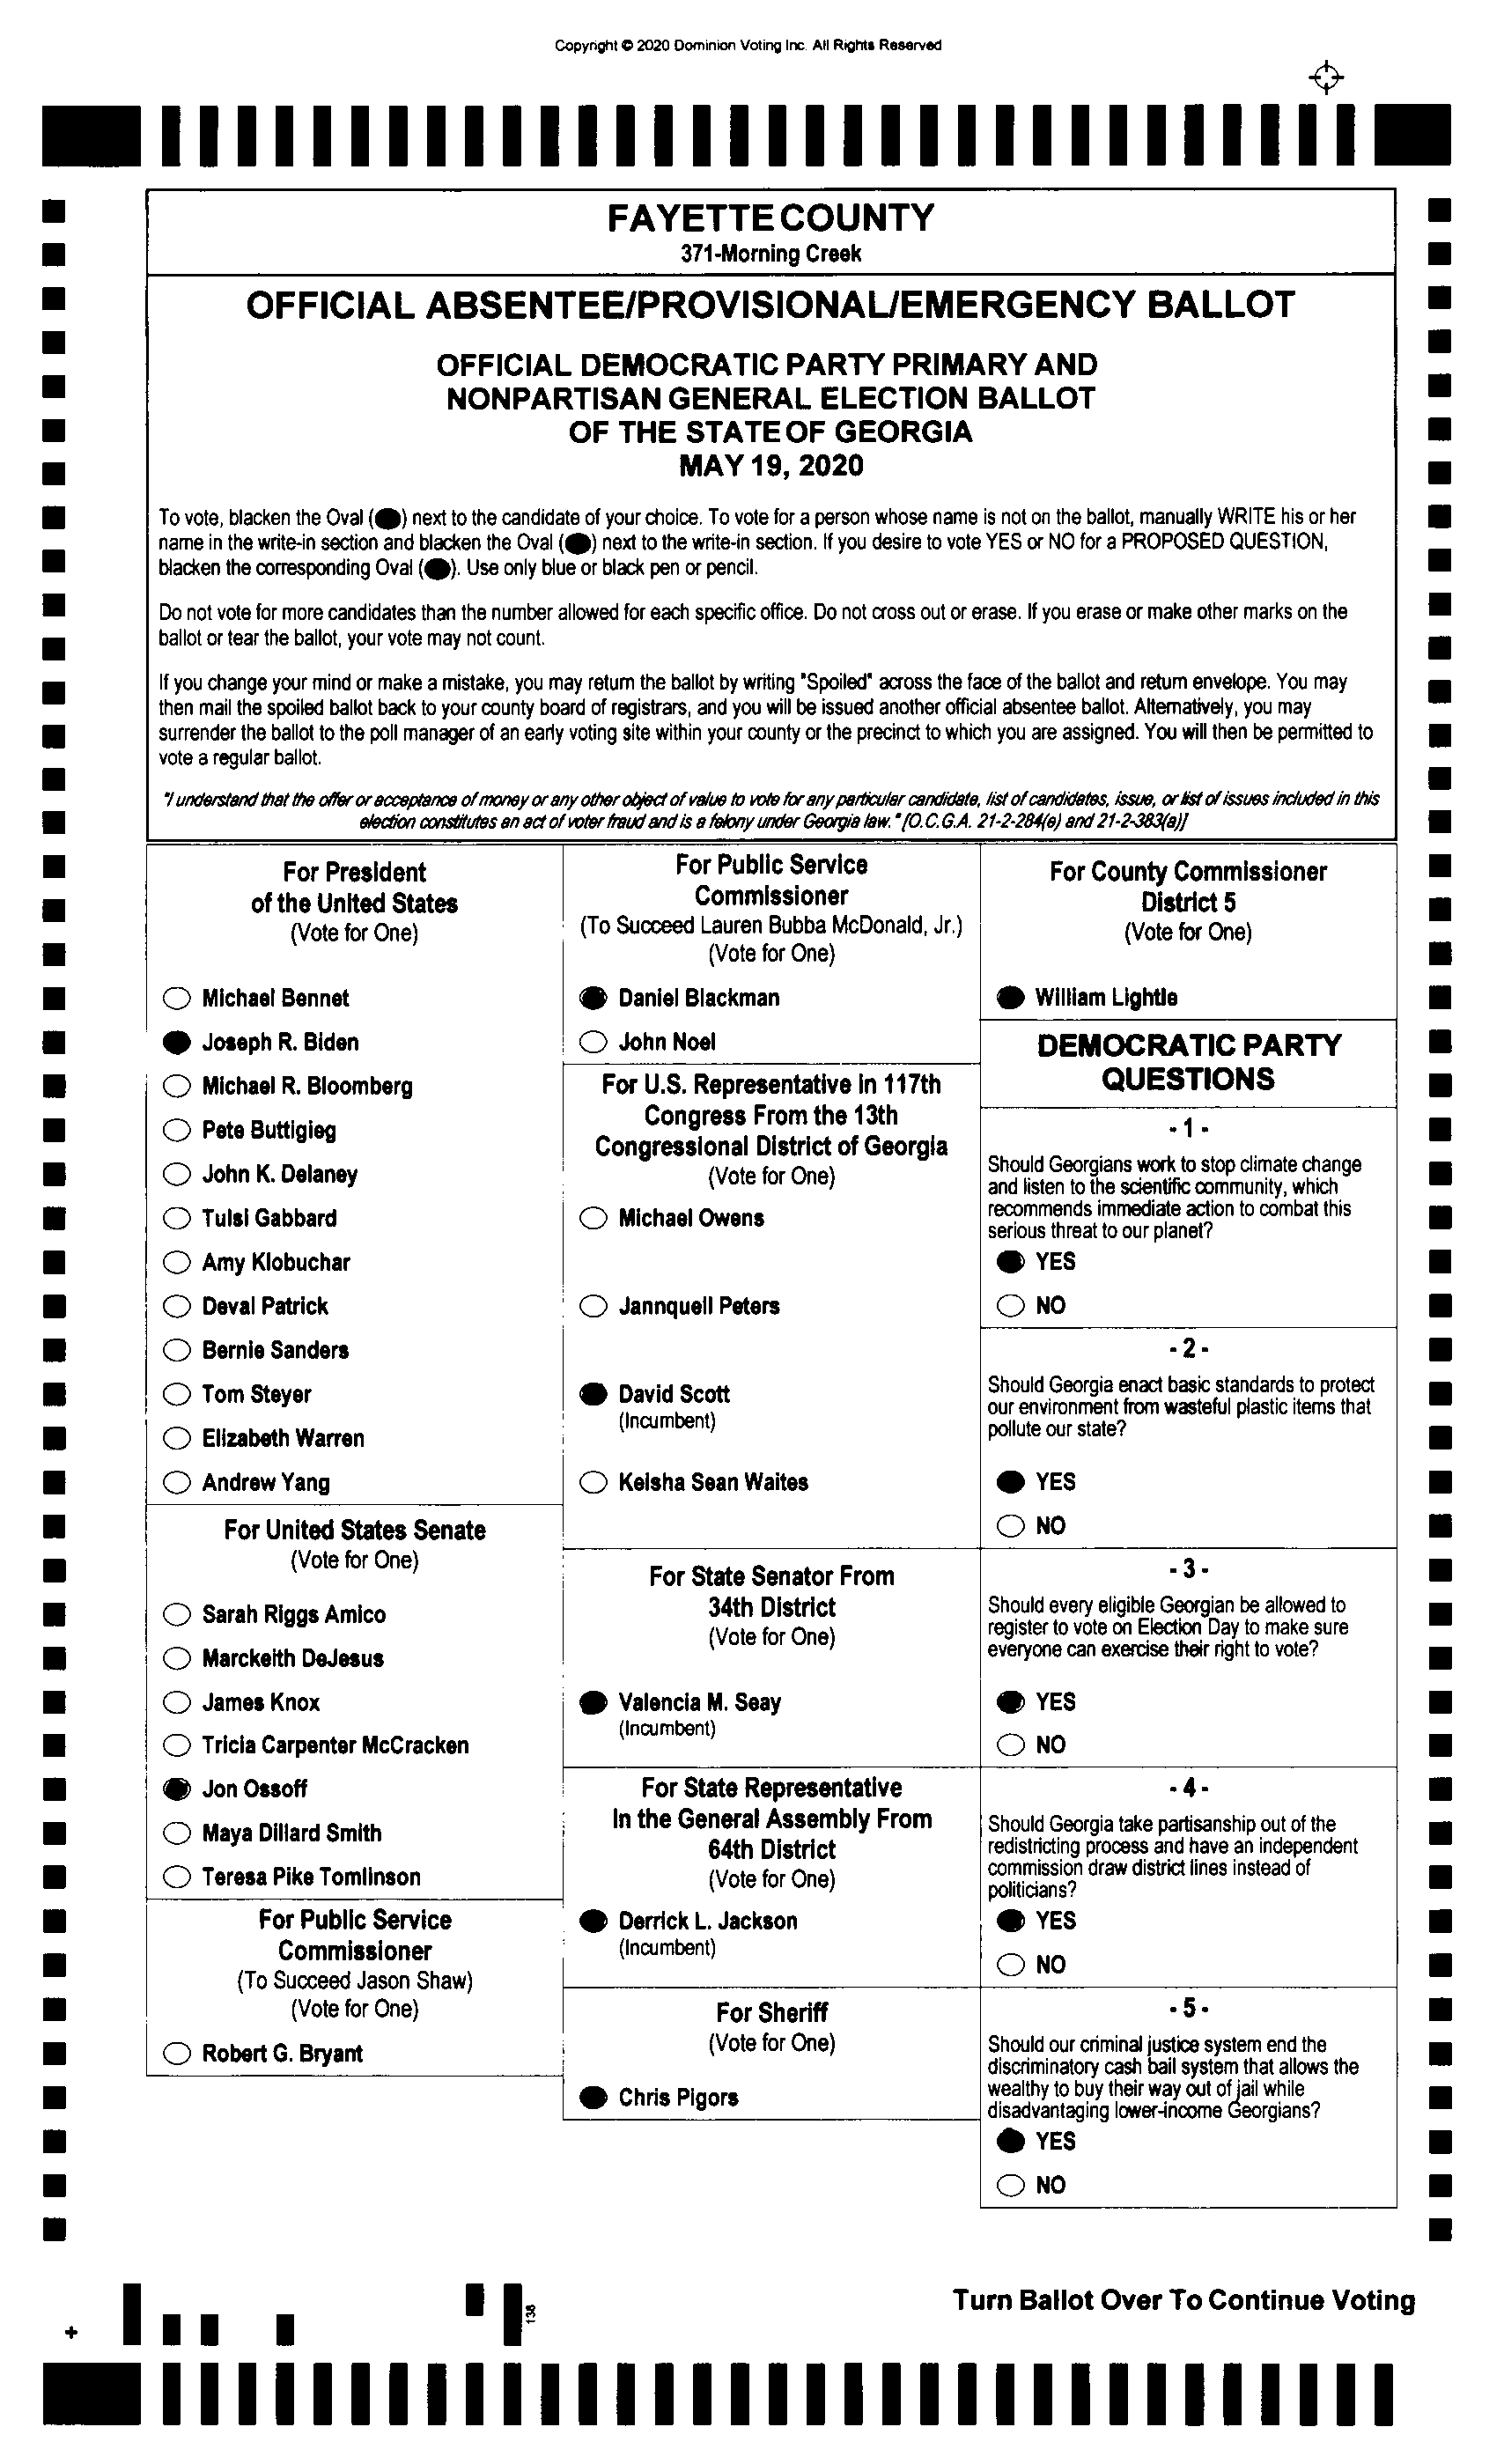 Copyright © 2020 Dominion Voting Inc. All Rights Reserved
FAYETTE COUNTY
371-Morning Creek
OFFICIAL ABSENTEE/PROVISIONAL/EMERGENCY BALLOT
OFFICIAL DEMOCRATIC PARTY PRIMARY AND
NONPARTISAN GENERAL ELECTION BALLOT
OF THE STATE OF GEORGIA
MAY 19, 2020
To vote, blacken the Oval (●) next to the candidate of your choice. To vote for a person whose name is not on the ballot, manually WRITE his or her
name in the write-in section and blacken the Oval (●) next to the write-in section. If you desire to vote YES or NO for a PROPOSED QUESTION,
blacken the corresponding Oval (●). Use only blue or black pen or pencil.
Do not vote for more candidates than the number allowed for each specific office. Do not cross out or erase. If you erase or make other marks on the
ballot or tear the ballot, your vote may not count.
If you change your mind or make a mistake, you may return the ballot by writing "Spoiled" across the face of the ballot and return envelope. You may
then mail the spoiled ballot back to your county board of registrars, and you will be issued another official absentee ballot. Alternatively, you may
surrender the ballot to the poll manager of an early voting site within your county or the precinct to which you are assigned. You will then be permitted to
vote a regular ballot.
"I understand that the offer or acceptance of money or any other object of value to vote for any particular candidate, list of candidates, issue, or list of issues included in this
election constitutes an act of voter fraud and is a felony under Georgia law." [O.C.G.A. 21-2-284(e) and 21-2-383(a)]
For President
of the United States
(Vote for One)
Michael Bennet
Joseph R. Biden
Michael R. Bloomberg
Pete Buttigieg
John K. Delaney
Tulsi Gabbard
Amy Klobuchar
Deval Patrick
Bernie Sanders
Tom Steyer
Elizabeth Warren
Andrew Yang
For United States Senate
(Vote for One)
Sarah Riggs Amico
Marckeith DeJesus
James Knox
Tricia Carpenter McCracken
Jon Ossoff
Maya Dillard Smith
Teresa Pike Tomlinson
For Public Service
Commissioner
(To Succeed Jason Shaw)
(Vote for One)
Robert G. Bryant
For Public Service
Commissioner
(To Succeed Lauren Bubba McDonald, Jr.)
(Vote for One)
Daniel Blackman
John Noel
For U.S. Representative in 117th
Congress From the 13th
Congressional District of Georgia
(Vote for One)
Michael Owens
Jannquell Peters
David Scott
(Incumbent)
Keisha Sean Waites
For State Senator From
34th District
(Vote for One)
Valencia M. Seay
(Incumbent)
For State Representative
In the General Assembly From
64th District
(Vote for One)
Derrick L. Jackson
(Incumbent)
For Sheriff
(Vote for One)
Chris Pigors
For County Commissioner
District 5
(Vote for One)
William Lightle
DEMOCRATIC PARTY
QUESTIONS
- 1 -
Should Georgians work to stop climate change
and listen to the scientific community, which
recommends immediate action to combat this
serious threat to our planet?
YES
NO
- 2 -
Should Georgia enact basic standards to protect
our environment from wasteful plastic items that
pollute our state?
YES
NO
- 3 -
Should every eligible Georgian be allowed to
register to vote on Election Day to make sure
everyone can exercise their right to vote?
YES
NO
- 4 -
Should Georgia take partisanship out of the
redistricting process and have an independent
commission draw district lines instead of
politicians?
YES
NO
- 5 -
Should our criminal justice system end the
discriminatory cash bail system that allows the
wealthy to buy their way out of jail while
disadvantaging lower-income Georgians?
YES
NO
Turn Ballot Over To Continue Voting
138